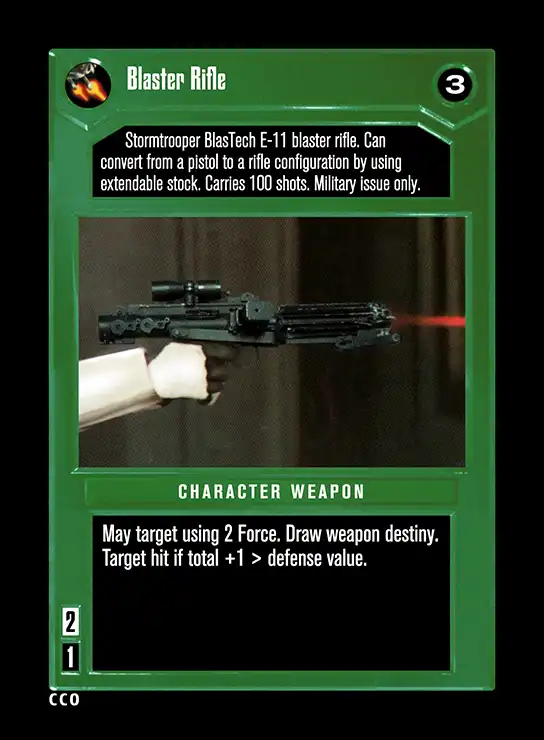 Blaster Rifle
3
Stormtrooper BlasTech E-11 blaster rifle. Can
convert from a pistol to a rifle configuration by using
extendable stock. Carries 100 shots. Military issue only.
CHARACTER WEAPON
May target using 2 Force. Draw weapon destiny.
Target hit if total +1 > defense value.
2
1
CCO